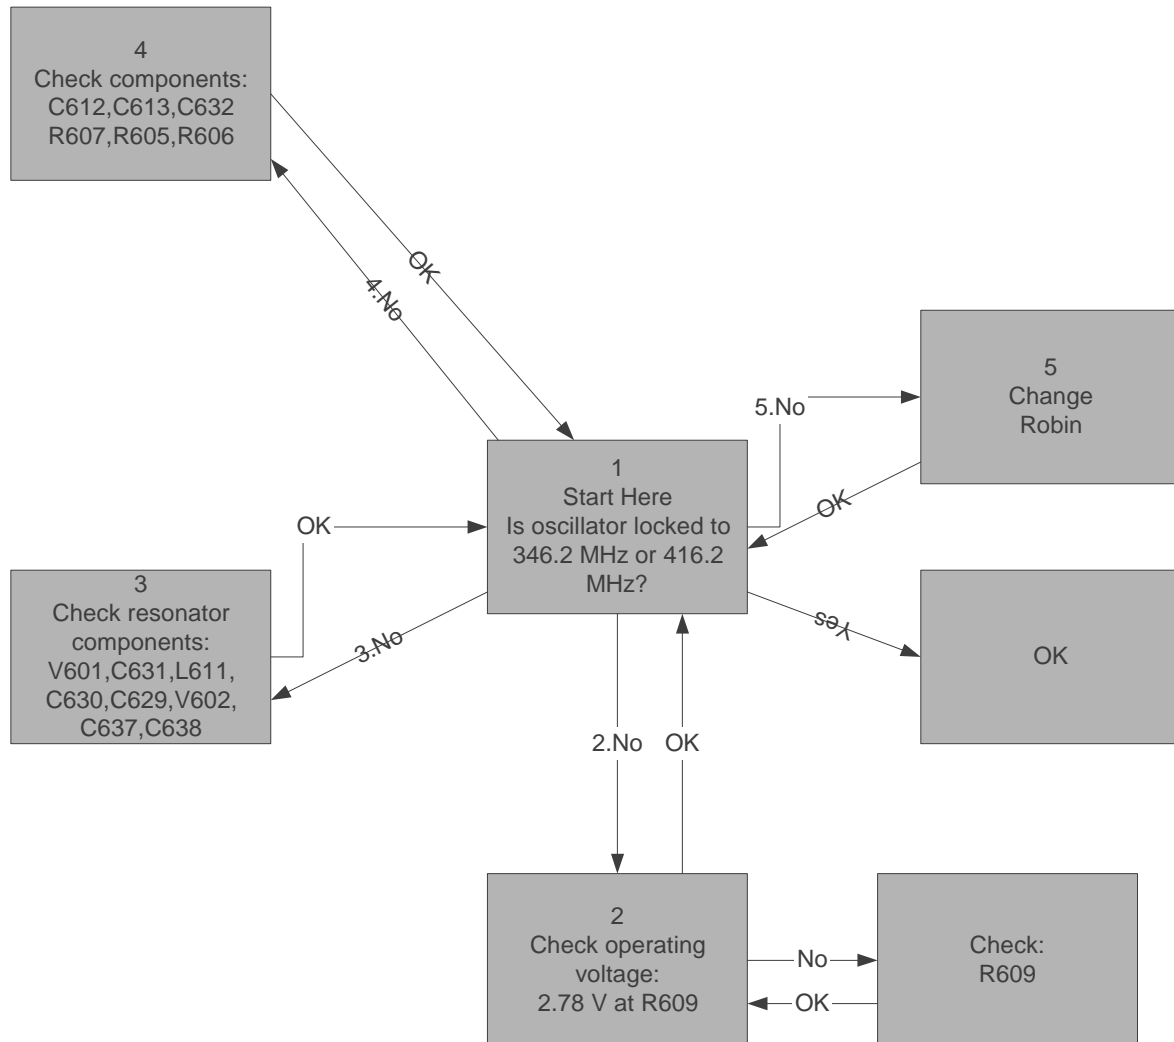 4
Check components:
C612,C613,C632
R607,R605,R606
OK
4.No
5
Change
Robin
5.No
OK
1
Start Here
Is oscillator locked to
346.2 MHz or 416.2
MHz?
OK
3
Check resonator
components:
V601,C631,L611,
C630,C629,V602,
C637,C638
3.No
Yes
OK
2.No
OK
2
Check operating
voltage:
2.78 V at R609
No
OK
Check:
R609